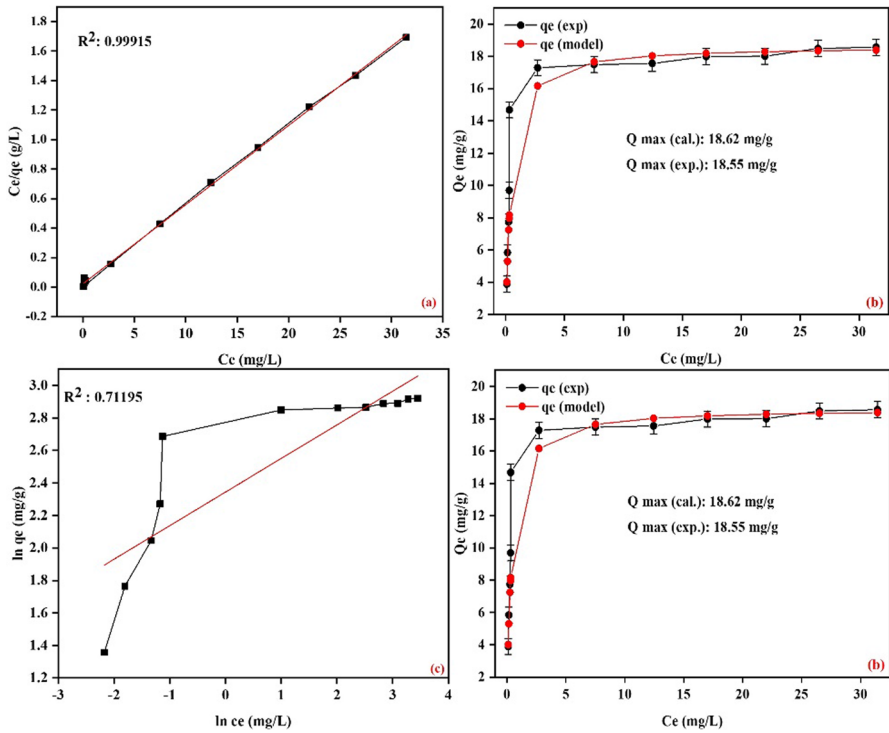 R²: 0.99915
1.8
1.6
1.4
1.2
1.0
0.8
0.6
0.4
0.2
0.0
-0.2
Ce/qe (g/L)
0 5 10 15 20 25 30 35
Ce (mg/L)
(a)
qe (exp)
qe (model)
20
18
16
14
12
10
8
6
4
2
Qe (mg/g)
Q max (cal.): 18.62 mg/g
Q max (exp.): 18.55 mg/g
0 5 10 15 20 25 30
Ce (mg/L)
(b)
R² : 0.71195
3.0
2.8
2.6
2.4
2.2
2.0
1.8
1.6
1.4
1.2
ln qe (mg/g)
-3 -2 -1 0 1 2 3 4
ln ce (mg/L)
(c)
qe (exp)
qe (model)
20
18
16
14
12
10
8
6
4
2
Qe (mg/g)
Q max (cal.): 18.62 mg/g
Q max (exp.): 18.55 mg/g
0 5 10 15 20 25 30
Ce (mg/L)
(b)